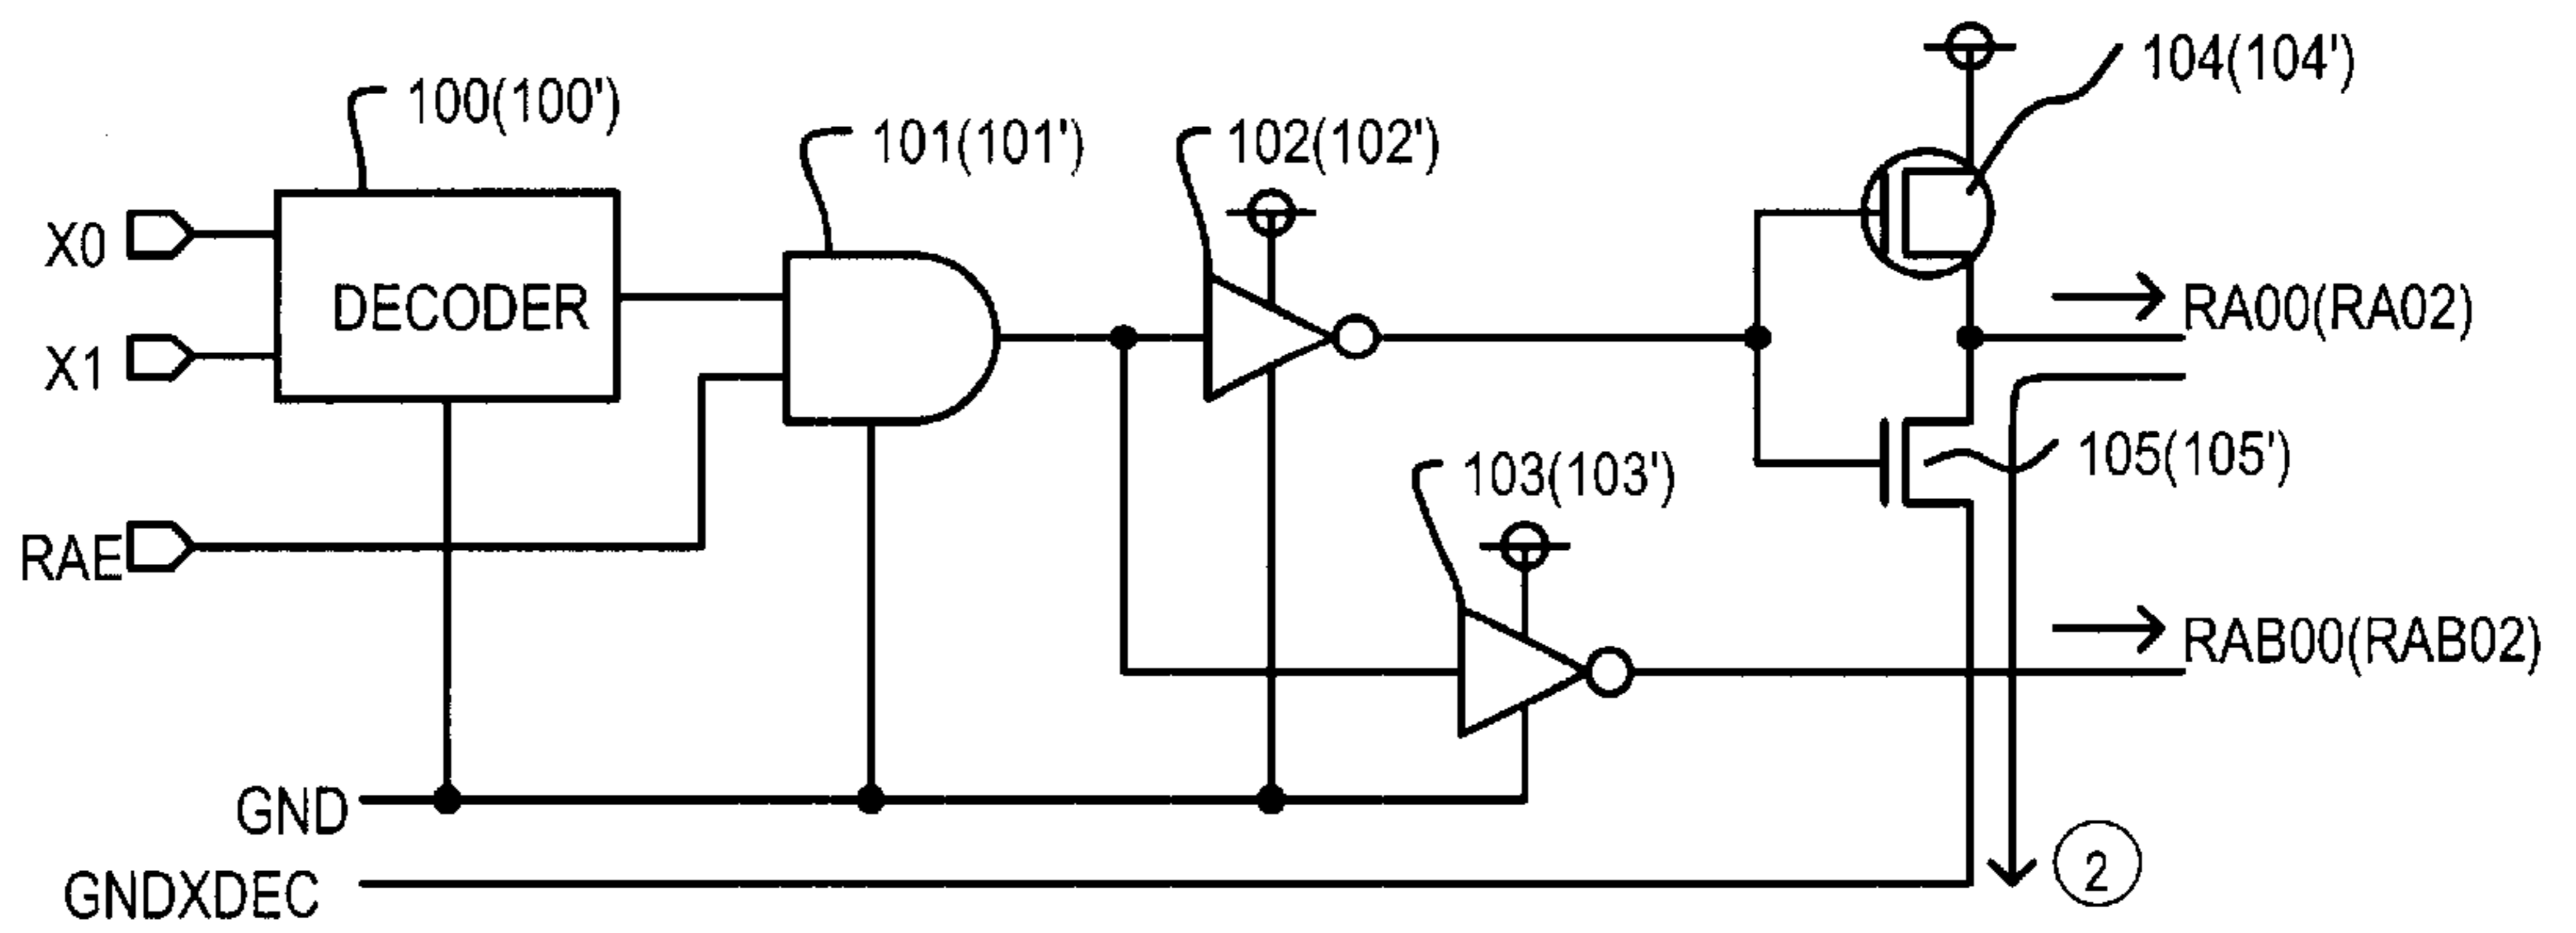 104(104')
100(100')
101(101')
102(102')
X0
DECODER
RA00(RA02)
X1
105(105')
103(103')
RAE
RAB00(RAB02)
GND
2
GNDXDEC